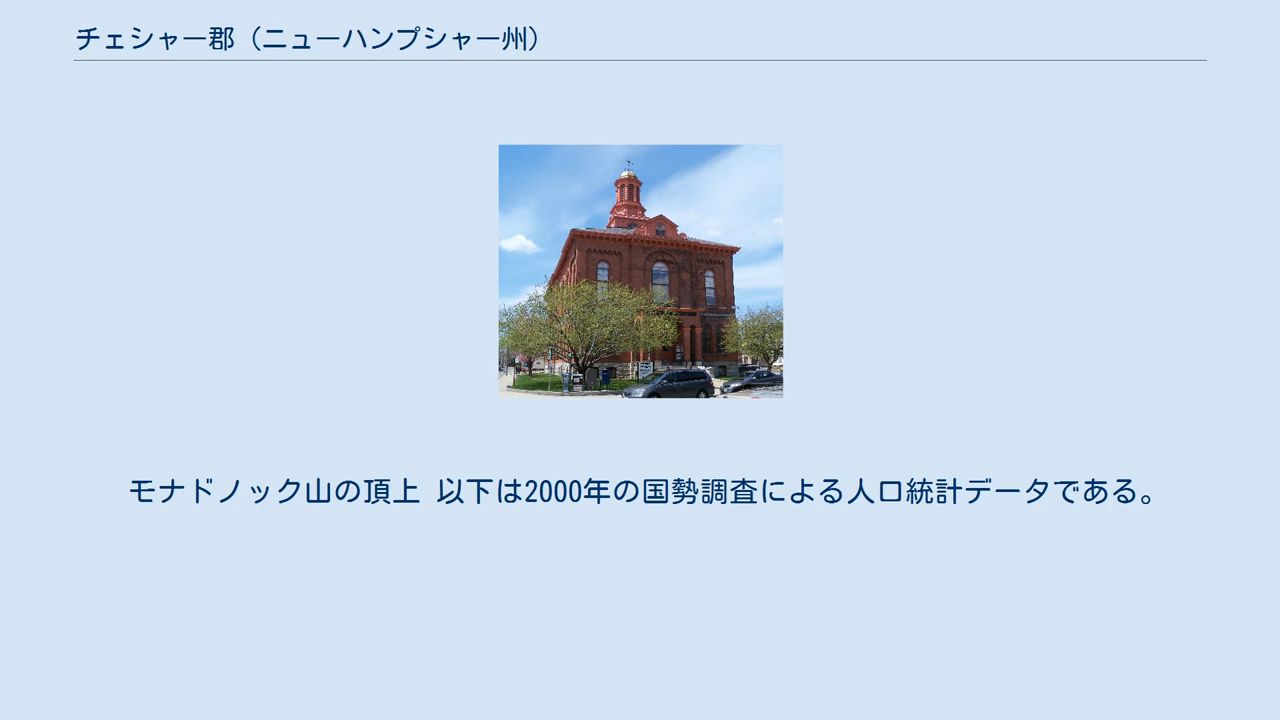 チェシャー郡（ニューハンプシャー州）
モナドノック山の頂上 以下は2000年の国勢調査による人口統計データである。